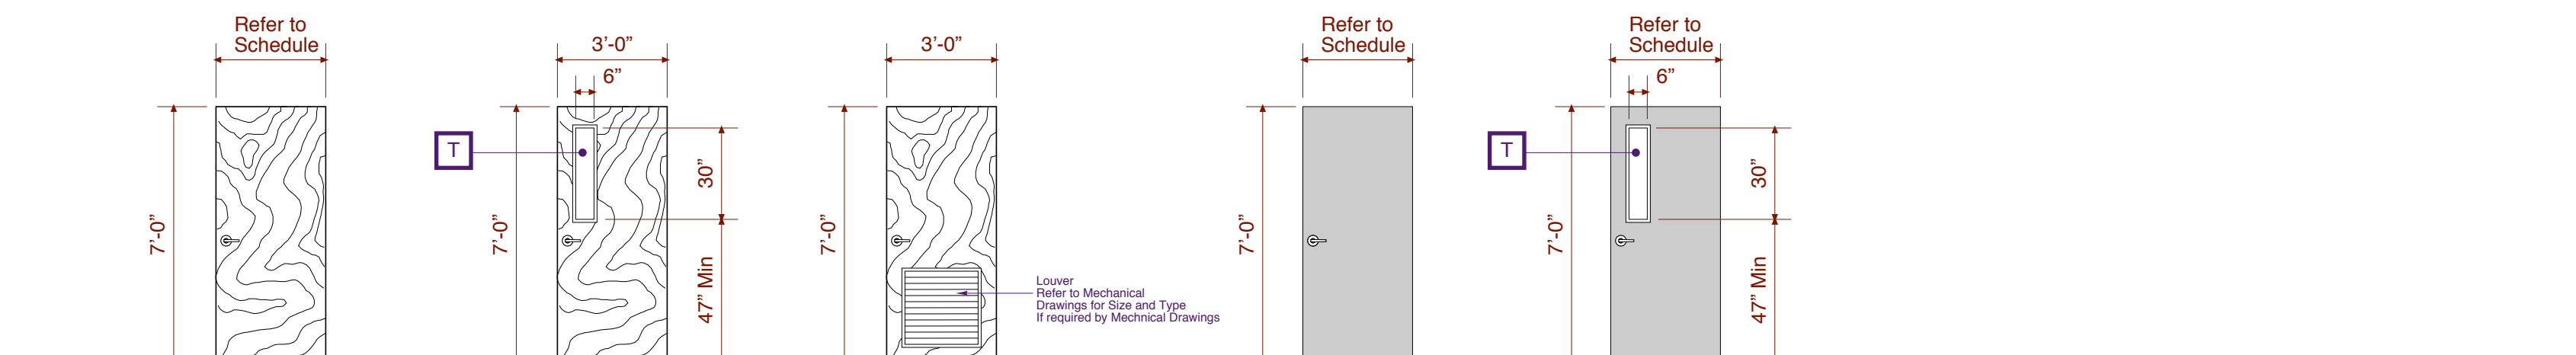 Refer to
Schedule
7’-0”
3’-0”
6”
T
7’-0”
30”
47” Min
3’-0”
7’-0”
Louver
Refer to Mechanical
Drawings for Size and Type
If required by Mechnical Drawings
Refer to
Schedule
7’-0”
Refer to
Schedule
6”
T
7’-0”
30”
47” Min